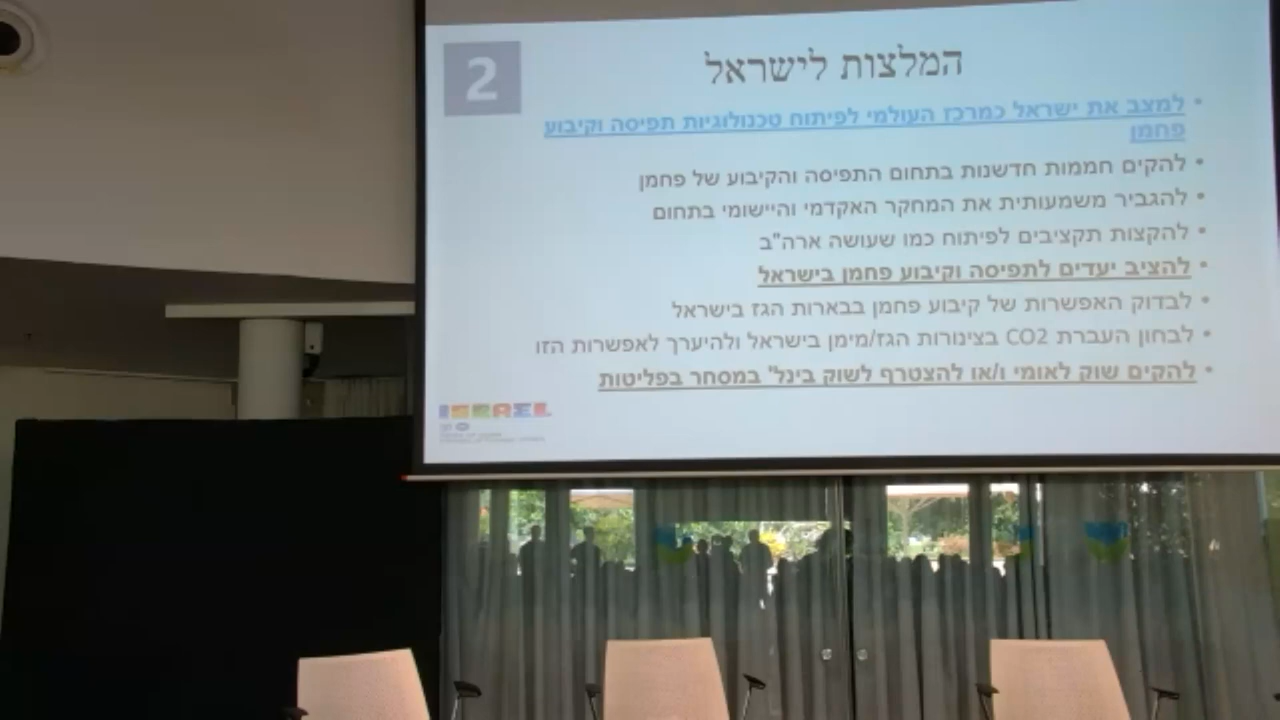 2
המלצות לישראל
• למצב את ישראל כמרכז העולמי לפיתוח טכנולוגיות תפיסה וקיבוע
פחמן
• להקים חממות חדשנות בתחום התפיסה והקיבוע של פחמן
• להגביר משמעותית את המחקר האקדמי והיישומי בתחום
• להקצות תקציבים לפיתוח כמו שעושה ארה"ב
• להציב יעדים לתפיסה וקיבוע פחמן בישראל
• לבדוק האפשרות של קיבוע פחמן בבארות הגז בישראל
• לבחון העברת CO2 בצינורות הגז/מימן בישראל ולהיערך לאפשרות הזו
• להקים שוק לאומי ו/או להצטרף לשוק בינל' במסחר בפליטות
ISRAEL